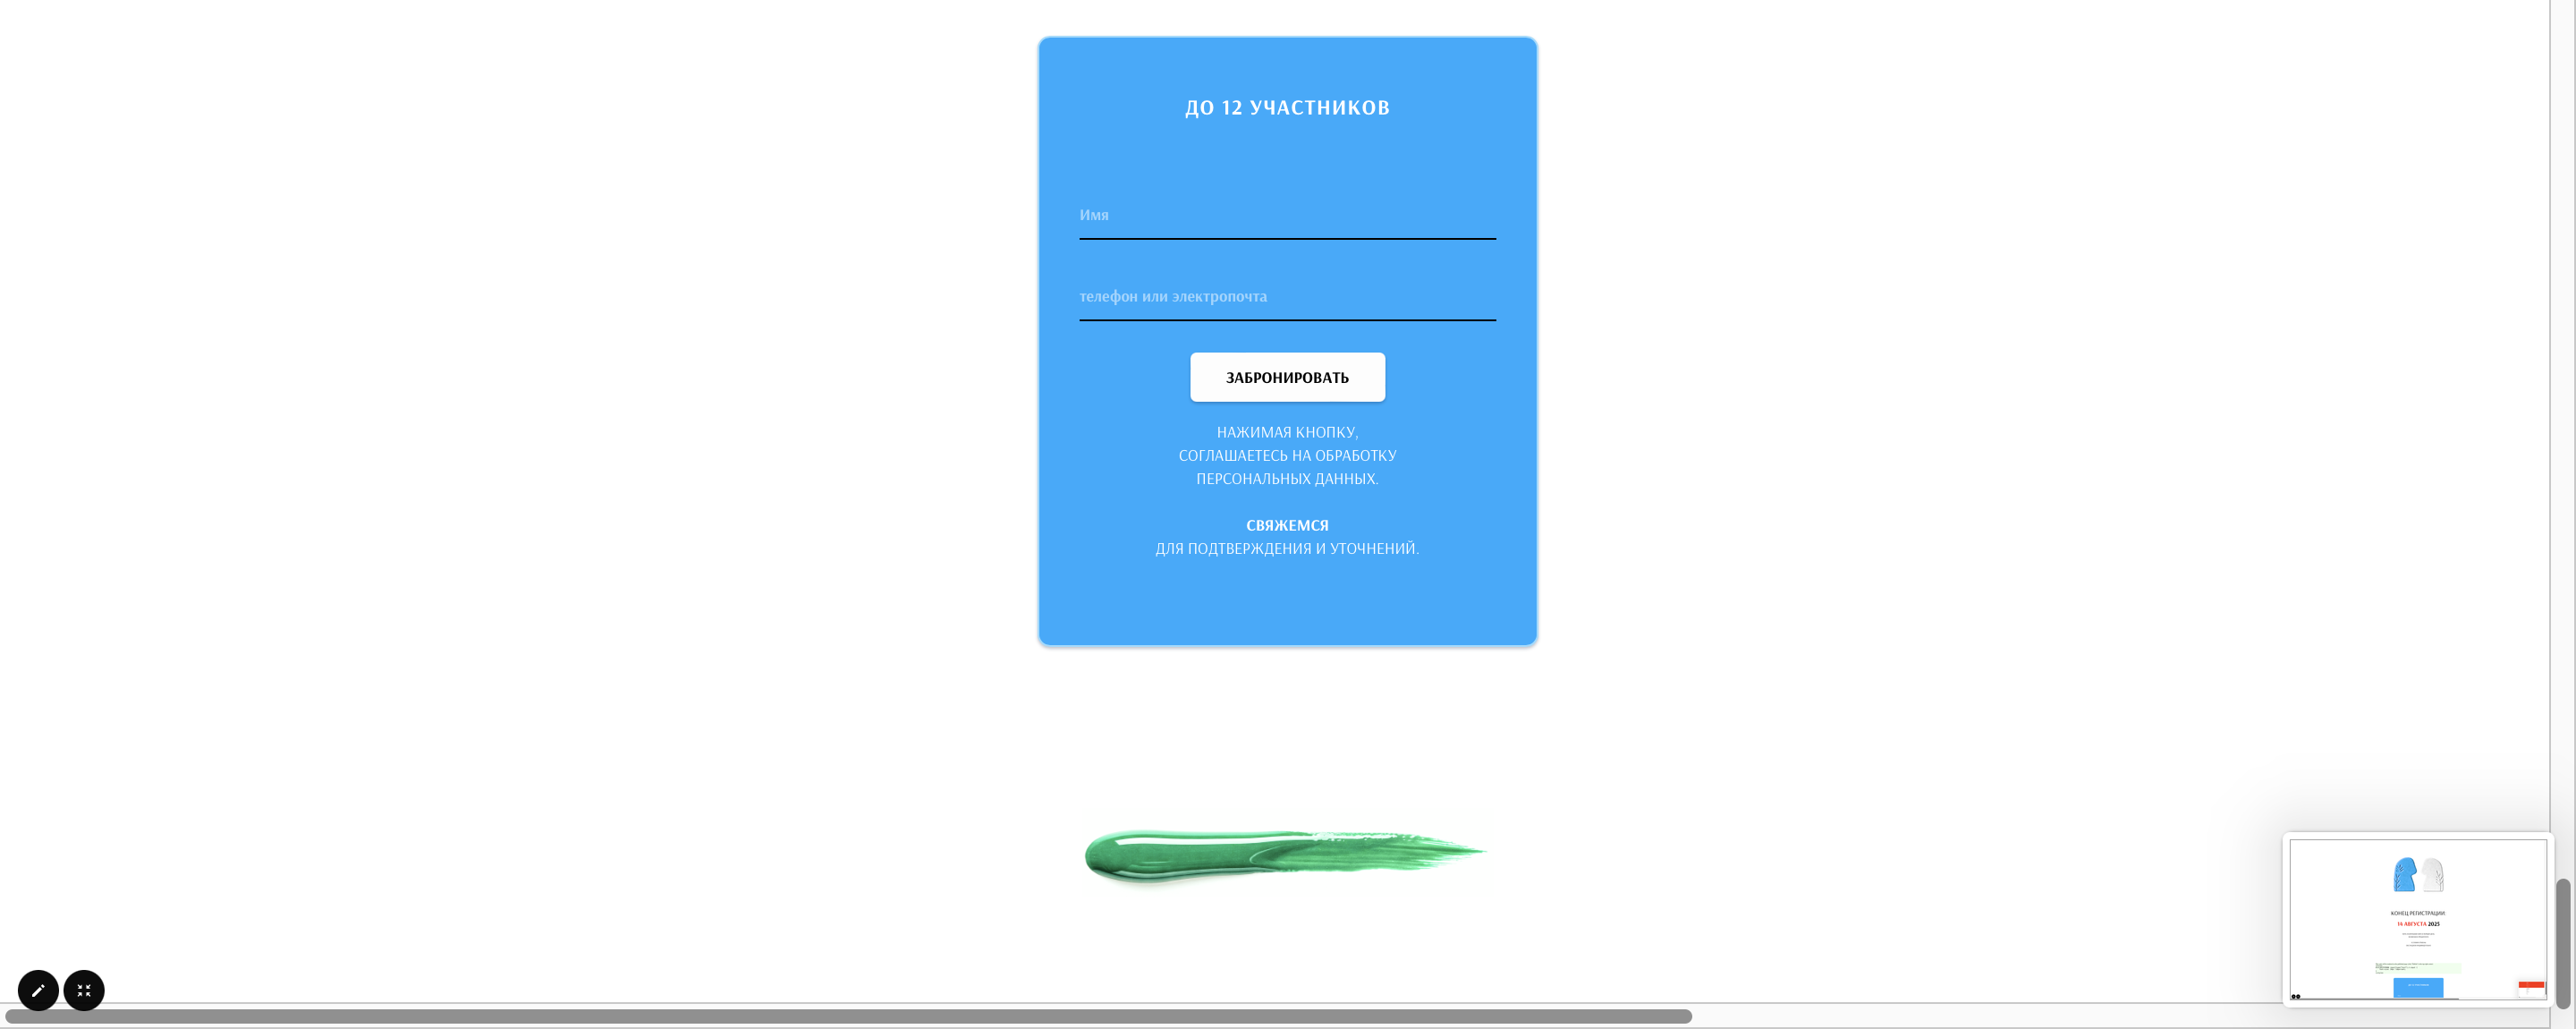 ДО 12 УЧАСТНИКОВ
Имя
телефон или электропочта
ЗАБРОНИРОВАТЬ
НАЖИМАЯ КНОПКУ,
СОГЛАШАЕТЕСЬ НА ОБРАБОТКУ
ПЕРСОНАЛЬНЫХ ДАННЫХ.
СВЯЖЕМСЯ
ДЛЯ ПОДТВЕРЖДЕНИЯ И УТОЧНЕНИЙ.
КОНЕЦ РЕГИСТРАЦИИ:
16 АВГУСТА 2025